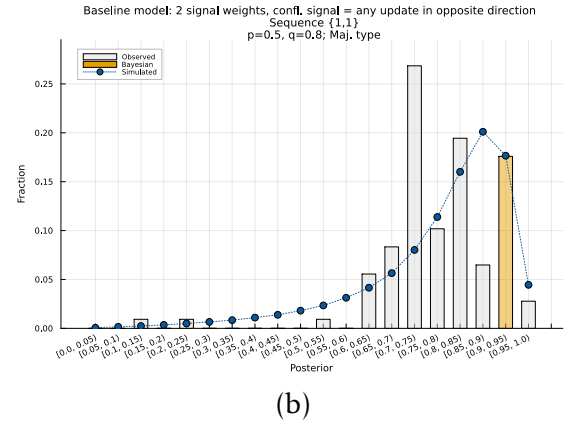 Baseline model: 2 signal weights, confl. signal = any update in opposite direction
Sequence {1,1}
p=0.5, q=0.8; Maj. type
Observed
Bayesian
Simulated
Fraction
0.25
0.20
0.15
0.10
0.05
0.00
[0.0, 0.05)
[0.05, 0.1)
[0.1, 0.15)
[0.15, 0.2)
[0.2, 0.25)
[0.25, 0.3)
[0.3, 0.35)
[0.35, 0.4)
[0.4, 0.45)
[0.45, 0.5)
[0.5, 0.55)
[0.55, 0.6)
[0.6, 0.65)
[0.65, 0.7)
[0.7, 0.75)
[0.75, 0.8)
[0.8, 0.85)
[0.85, 0.9)
[0.9, 0.95)
[0.95, 1.0)
Posterior
(b)